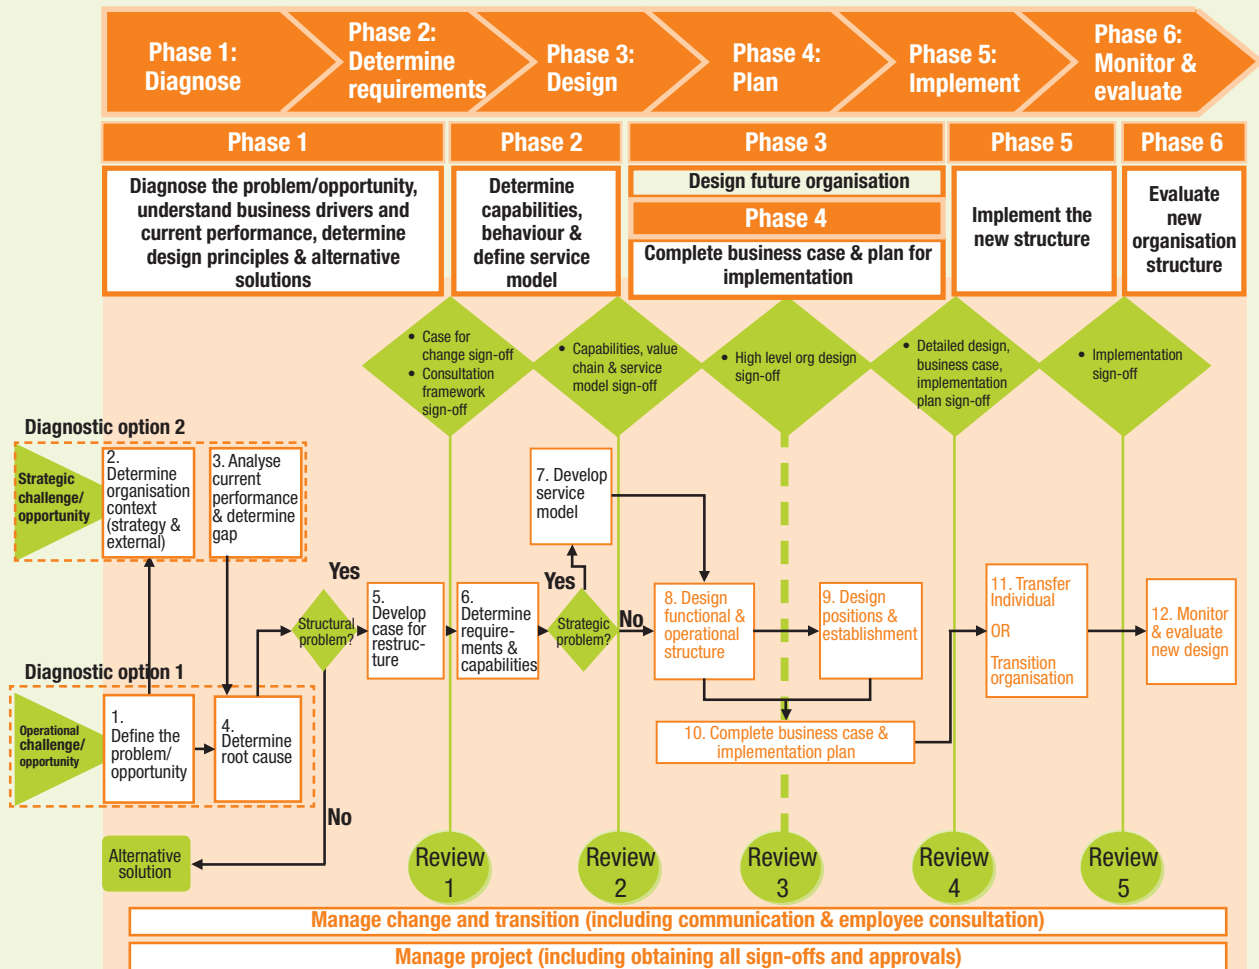 Phase 1:
Diagnose
Phase 2:
Determine
requirements
Phase 3:
Design
Phase 4:
Plan
Phase 5:
Implement
Phase 6:
Monitor &
evaluate
Phase 1
Phase 2
Phase 3
Phase 5
Phase 6
Diagnose the problem/opportunity,
understand business drivers and
current performance, determine
design principles & alternative
solutions
Determine
capabilities,
behaviour &
define service
model
Design future organisation
Phase 4
Complete business case & plan for
implementation
Implement the
new structure
Evaluate
new
organisation
structure
• Case for
change sign-off
• Consultation
framework
sign-off
• Capabilities, value
chain & service
model sign-off
• High level org design
sign-off
• Detailed design,
business case,
implementation
plan sign-off
• Implementation
sign-off
Diagnostic option 2
Strategic
challenge/
opportunity
2.
Determine
organisation
context
(strategy &
external)
3. Analyse
current
performance
& determine
gap
7. Develop
service
model
Yes
Structural
problem?
5.
Develop
case for
restruc-
ture
6.
Determine
require-
ments &
capabilities
Yes
Strategic
problem?
No
8. Design
functional &
operational
structure
9. Design
positions &
establishment
11. Transfer
Individual
OR
Transition
organisation
12. Monitor
& evaluate
new design
Diagnostic option 1
Operational
challenge/
opportunity
1.
Define the
problem/
opportunity
4.
Determine
root cause
10. Complete business case &
implementation plan
No
Alternative
solution
Review
1
Review
2
Review
3
Review
4
Review
5
Manage change and transition (including communication & employee consultation)
Manage project (including obtaining all sign-offs and approvals)